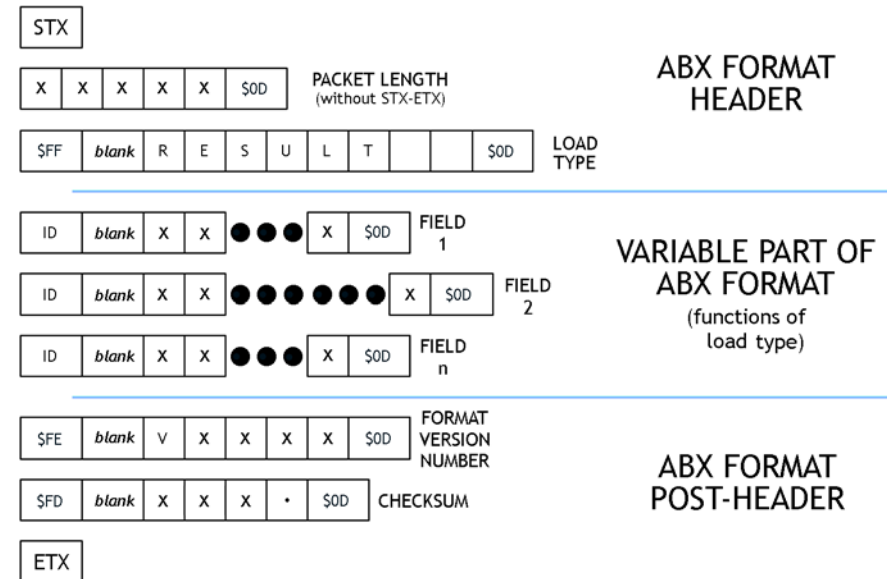 STX
X X X X X $0D PACKET LENGTH
(without STX-ETX)
ABX FORMAT
HEADER
$FF blank R E S U L T $0D LOAD
TYPE
ID blank X X ●●● X $0D FIELD
1
ID blank X X ●●●●●● X $0D FIELD
2
ID blank X X ●●● X $0D FIELD
n
VARIABLE PART OF
ABX FORMAT
(functions of
load type)
$FE blank V X X X X $0D FORMAT
VERSION
NUMBER
$FD blank X X X • $0D CHECKSUM
ABX FORMAT
POST-HEADER
ETX